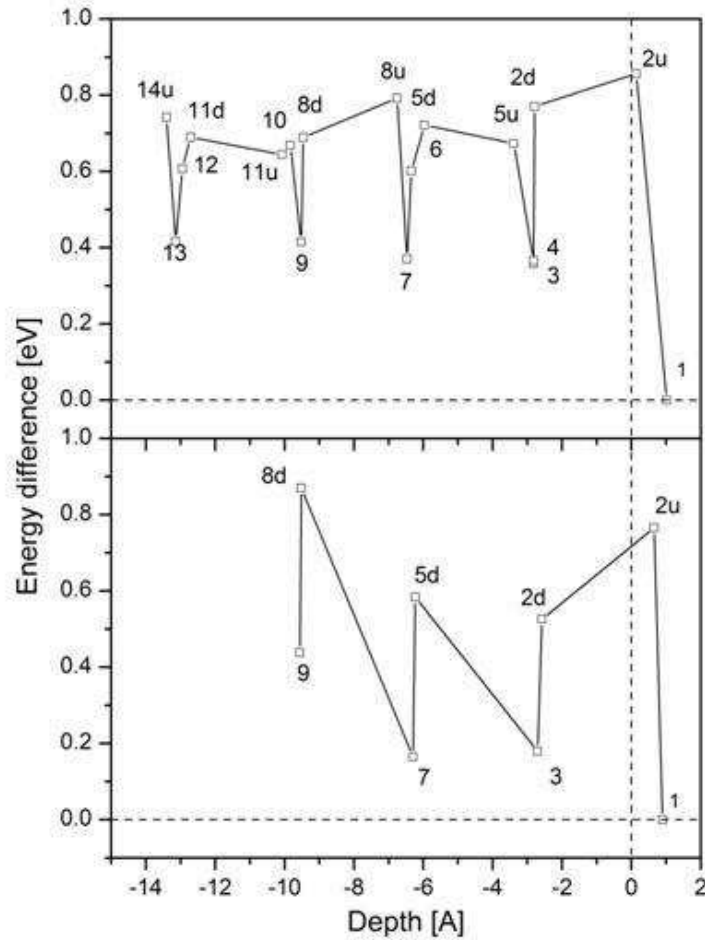 1.0
0.8
0.6
0.4
0.2
0.0
14u
11d
10
8d
8u
5d
2d
2u
5u
12
11u
6
13
9
7
4
3
1
Energy difference [eV]
1.0
0.8
0.6
0.4
0.2
0.0
8d
5d
2d
2u
9
7
3
1
-14 -12 -10 -8 -6 -4 -2 0 2
Depth [A]